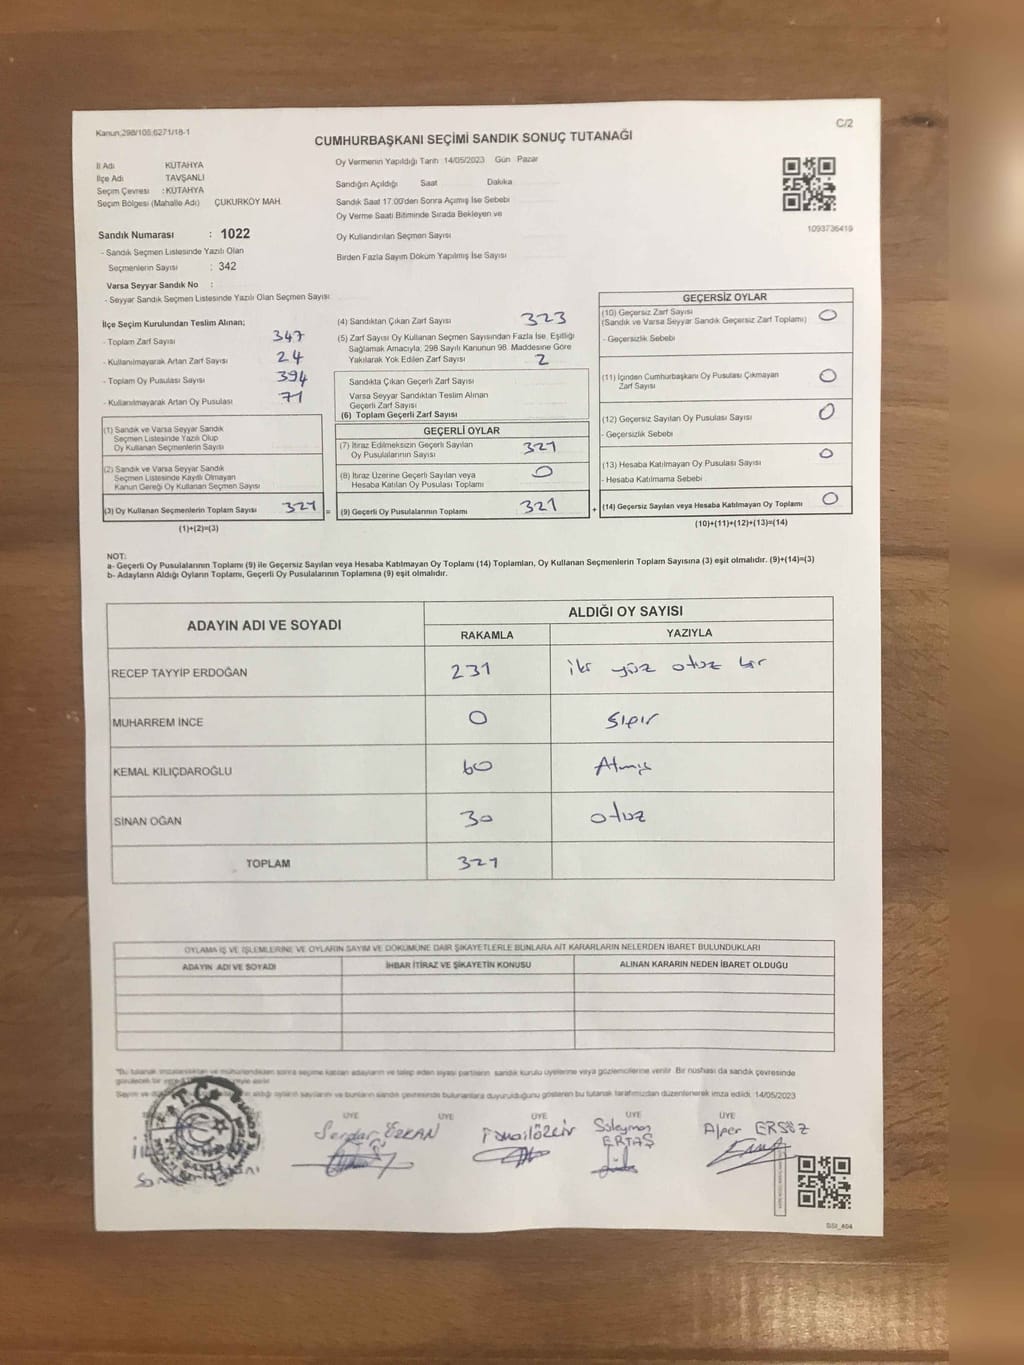 Kanun;298/105;6271/18-1
C/2
CUMHURBAŞKANI SEÇİMİ SANDIK SONUÇ TUTANAĞI
İl Adı KÜTAHYA
İlçe Adı TAVŞANLI
Seçim Çevresi : KÜTAHYA
Seçim Bölgesi (Mahalle Adı) ÇUKURKÖY MAH.
Oy Vermenin Yapıldığı Tarih 14/05/2023 Gün Pazar
Sandığın Açıldığı Saat Dakika
Sandık Saat 17.00'den Sonra Açılmış İse Sebebi
Oy Verme Saati Bitiminde Sırada Bekleyen ve
Oy Kullandırılan Seçmen Sayısı
Birden Fazla Sayım Döküm Yapılmış İse Sayısı
1093736419
Sandık Numarası : 1022
- Sandık Seçmen Listesinde Yazılı Olan
Seçmenlerin Sayısı : 342
Varsa Seyyar Sandık No :
- Seyyar Sandık Seçmen Listesinde Yazılı Olan Seçmen Sayısı
İlçe Seçim Kurulundan Teslim Alınan;
- Toplam Zarf Sayısı 347
- Kullanılmayarak Artan Zarf Sayısı 24
- Toplam Oy Pusulası Sayısı 394
- Kullanılmayarak Artan Oy Pusulası 71
(1) Sandık ve Varsa Seyyar Sandık
Seçmen Listesinde Yazılı Olup
Oy Kullanan Seçmenlerin Sayısı
(2) Sandık ve Varsa Seyyar Sandık
Seçmen Listesinde Kayıtlı Olmayan
Kanun Gereği Oy Kullanan Seçmen Sayısı
(3) Oy Kullanan Seçmenlerin Toplam Sayısı 321 =
(1)+(2)=(3)
(4) Sandıktan Çıkan Zarf Sayısı 323
(5) Zarf Sayısı Oy Kullanan Seçmen Sayısından Fazla İse, Eşitliği
Sağlamak Amacıyla; 298 Sayılı Kanunun 98. Maddesine Göre
Yakılarak Yok Edilen Zarf Sayısı 2
Sandıkta Çıkan Geçerli Zarf Sayısı
Varsa Seyyar Sandıktan Teslim Alınan
Geçerli Zarf Sayısı
(6) Toplam Geçerli Zarf Sayısı
GEÇERLİ OYLAR
(7) İtiraz Edilmeksizin Geçerli Sayılan
Oy Pusulalarının Sayısı 321
(8) İtiraz Üzerine Geçerli Sayılan veya
Hesaba Katılan Oy Pusulası Toplamı 0
(9) Geçerli Oy Pusulalarının Toplamı 321 +
GEÇERSİZ OYLAR
(10) Geçersiz Zarf Sayısı 0
(Sandık ve Varsa Seyyar Sandık Geçersiz Zarf Toplamı)
- Geçersizlik Sebebi
(11) İçinden Cumhurbaşkanı Oy Pusulası Çıkmayan
Zarf Sayısı 0
(12) Geçersiz Sayılan Oy Pusulası Sayısı 0
- Geçersizlik Sebebi
(13) Hesaba Katılmayan Oy Pusulası Sayısı 0
- Hesaba Katılmama Sebebi
(14) Geçersiz Sayılan veya Hesaba Katılmayan Oy Toplamı 0
(10)+(11)+(12)+(13)=(14)
NOT:
a- Geçerli Oy Pusulalarının Toplamı (9) ile Geçersiz Sayılan veya Hesaba Katılmayan Oy Toplamı (14) Toplamları, Oy Kullanan Seçmenlerin Toplam Sayısına (3) eşit olmalıdır. (9)+(14)=(3)
b- Adayların Aldığı Oyların Toplamı, Geçerli Oy Pusulalarının Toplamına (9) eşit olmalıdır.
ADAYIN ADI VE SOYADI
ALDIĞI OY SAYISI
RAKAMLA YAZIYLA
RECEP TAYYİP ERDOĞAN 231 iki yüz otuz bir
MUHARREM İNCE 0 Sıfır
KEMAL KILIÇDAROĞLU 60 Atmış
SİNAN OĞAN 30 otuz
TOPLAM 321
OYLAMA İŞ VE İŞLEMLERİNE VE OYLARIN SAYIM VE DÖKÜMÜNE DAİR ŞİKAYETLERLE BUNLARA AİT KARARLARIN NELERDEN İBARET BULUNDUKLARI
ADAYIN ADI VE SOYADI İHBAR İTİRAZ VE ŞİKAYETİN KONUSU ALINAN KARARIN NEDEN İBARET OLDUĞU
"Bu tutanak imzalandıktan ve mühürlendikten sonra seçime katılan adayların ve talep eden siyasi partilerin sandık kurulu üyelerine veya gözlemcilerine verilir. Bir nüshası da sandık çevresinde
aldığı oyların sayılarını ve bunların sandık çevresinde bulunanlara duyurulduğunu gösteren bu tutanak tarafımızdan düzenlenerek imza edildi. 14/05/2023
ÜYE ÜYE ÜYE ÜYE ÜYE
T.C.
Serdar ÖZKAN
Süleyman
ERTAŞ
Alper ERSÖZ
SSI_404